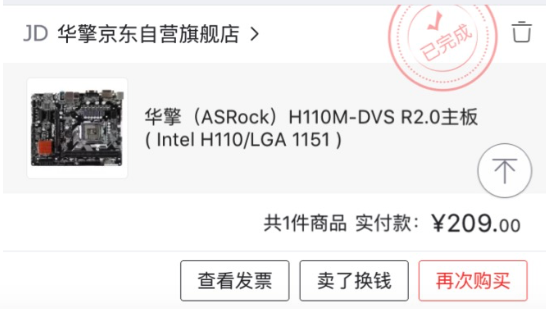 JD 华擎京东自营旗舰店 >
已完成
华擎（ASRock）H110M-DVS R2.0主板
( Intel H110/LGA 1151 )
共1件商品 实付款：¥209.00
查看发票 卖了换钱 再次购买